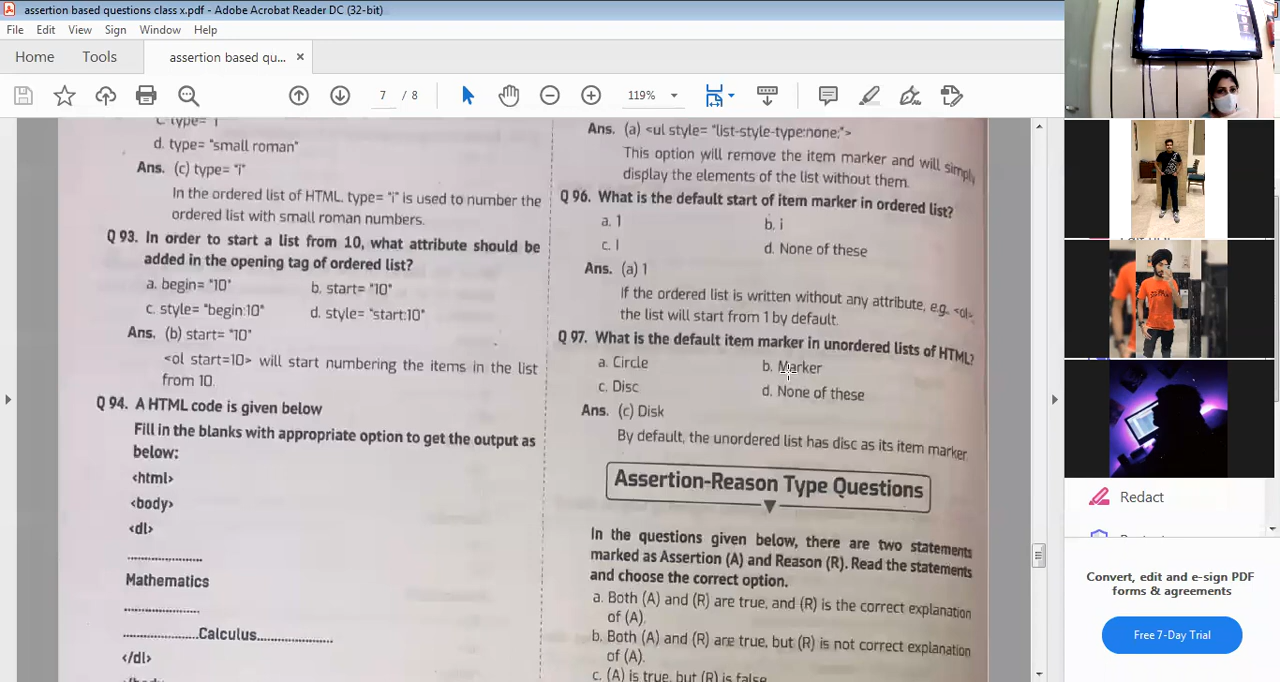 assertion based questions class x.pdf - Adobe Acrobat Reader DC (32-bit)
File Edit View Sign Window Help
Home Tools assertion based qu... ×
7 / 8 119%
d. type= "small roman"
Ans. (c) type= "i"
In the ordered list of HTML, type= "i" is used to number the
ordered list with small roman numbers.
Q 93. In order to start a list from 10, what attribute should be
added in the opening tag of ordered list?
a. begin= "10" b. start= "10"
c. style= "begin:10" d. style= "start:10"
Ans. (b) start= "10"
<ol start=10> will start numbering the items in the list
from 10.
Q 94. A HTML code is given below
Fill in the blanks with appropriate option to get the output as
below:
<html>
<body>
<dl>
....................
Mathematics
....................
....................Calculus....................
</dl>
Ans. (a) <ul style= "list-style-type:none;">
This option will remove the item marker and will simply
display the elements of the list without them.
Q 96. What is the default start of item marker in ordered list?
a. 1 b. i
c. I d. None of these
Ans. (a) 1
If the ordered list is written without any attribute, e.g. <ol>,
the list will start from 1 by default.
Q 97. What is the default item marker in unordered lists of HTML?
a. Circle b. Marker
c. Disc d. None of these
Ans. (c) Disk
By default, the unordered list has disc as its item marker.
Assertion-Reason Type Questions
In the questions given below, there are two statements
marked as Assertion (A) and Reason (R). Read the statements
and choose the correct option.
a. Both (A) and (R) are true, and (R) is the correct explanation
of (A).
b. Both (A) and (R) are true, but (R) is not correct explanation
of (A).
c. (A) is true, but (R) is false.
Redact
Convert, edit and e-sign PDF
forms & agreements
Free 7-Day Trial